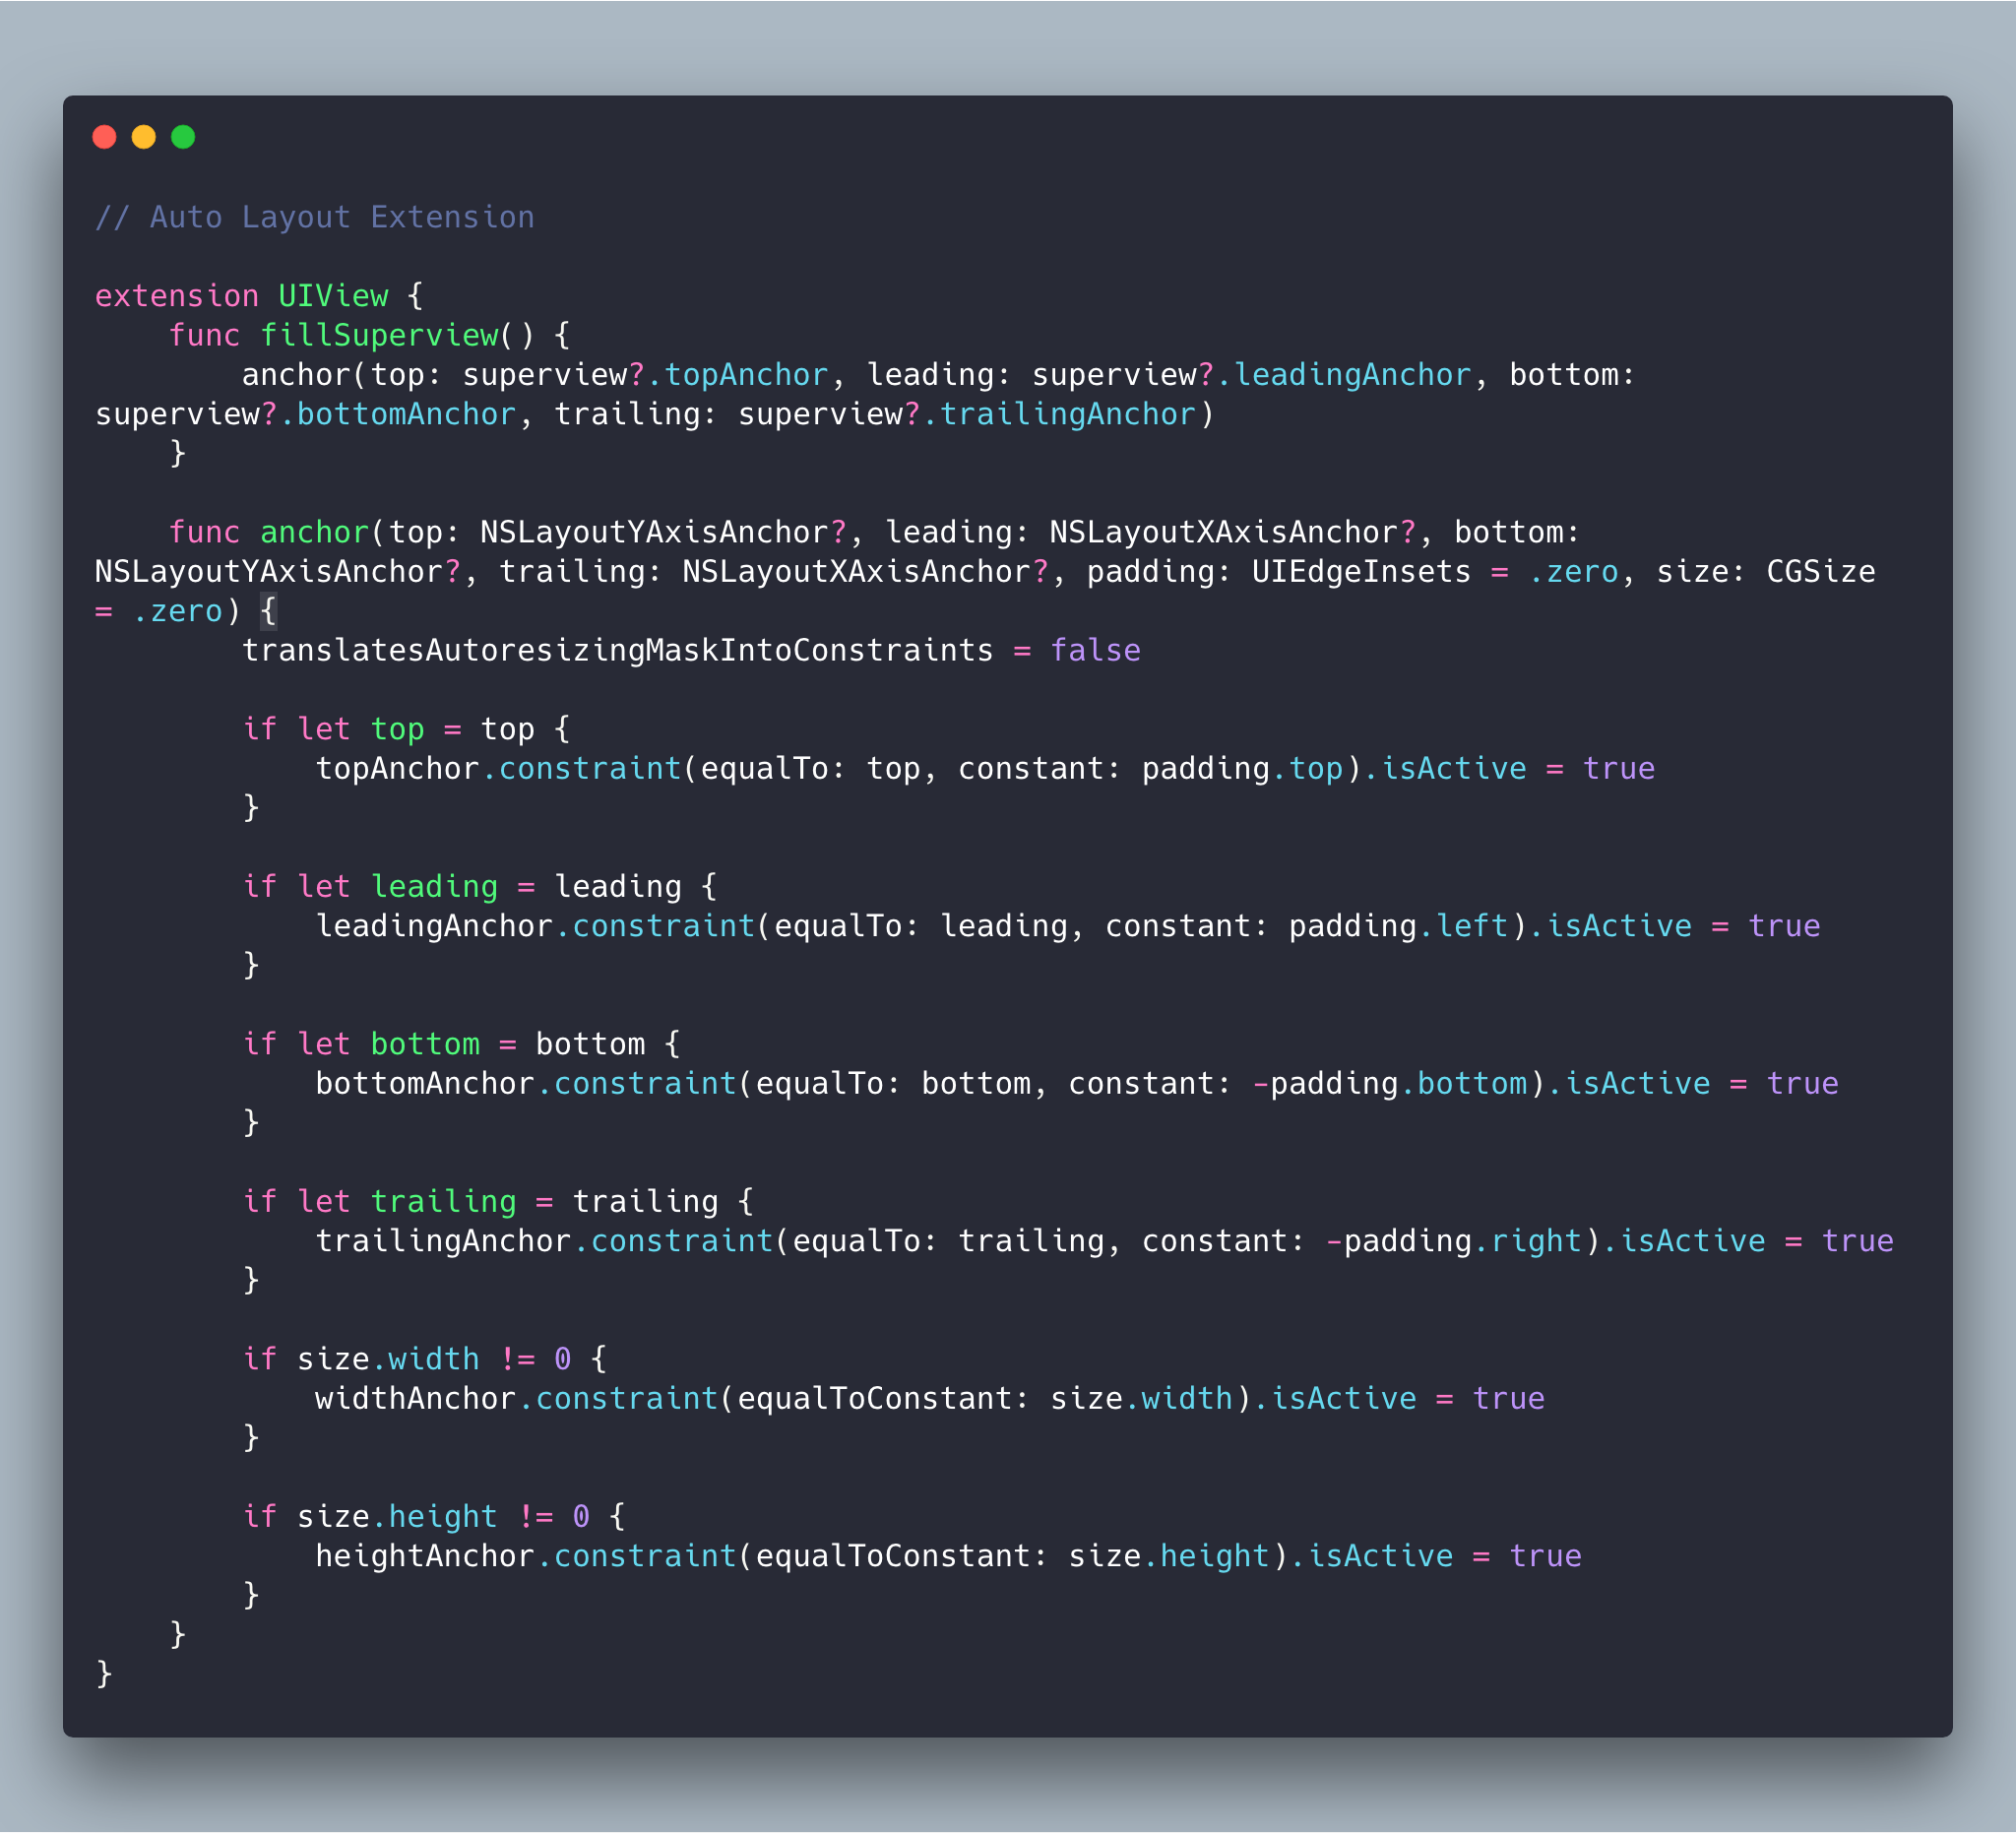 // Auto Layout Extension

extension UIView {
    func fillSuperview() {
        anchor(top: superview?.topAnchor, leading: superview?.leadingAnchor, bottom:
superview?.bottomAnchor, trailing: superview?.trailingAnchor)
    }

    func anchor(top: NSLayoutYAxisAnchor?, leading: NSLayoutXAxisAnchor?, bottom:
NSLayoutYAxisAnchor?, trailing: NSLayoutXAxisAnchor?, padding: UIEdgeInsets = .zero, size: CGSize
= .zero) {
        translatesAutoresizingMaskIntoConstraints = false

        if let top = top {
            topAnchor.constraint(equalTo: top, constant: padding.top).isActive = true
        }

        if let leading = leading {
            leadingAnchor.constraint(equalTo: leading, constant: padding.left).isActive = true
        }

        if let bottom = bottom {
            bottomAnchor.constraint(equalTo: bottom, constant: -padding.bottom).isActive = true
        }

        if let trailing = trailing {
            trailingAnchor.constraint(equalTo: trailing, constant: -padding.right).isActive = true
        }

        if size.width != 0 {
            widthAnchor.constraint(equalToConstant: size.width).isActive = true
        }

        if size.height != 0 {
            heightAnchor.constraint(equalToConstant: size.height).isActive = true
        }
    }
}